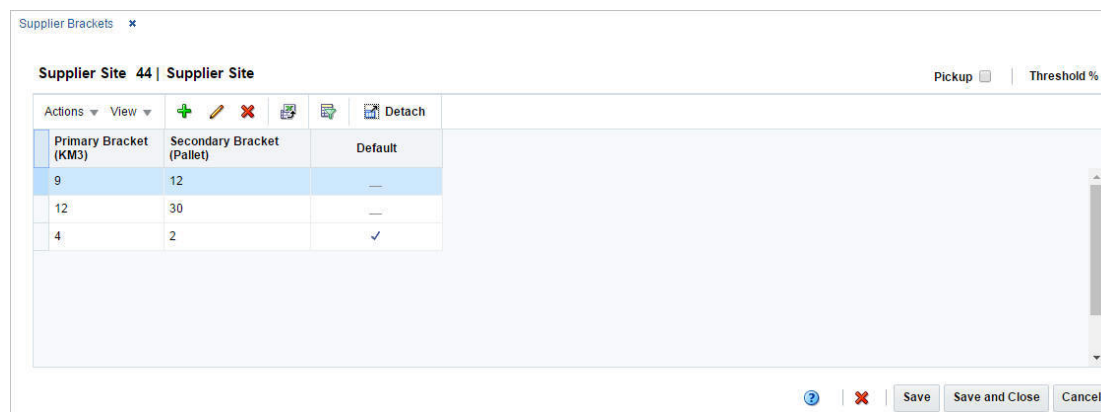 Supplier Brackets
Supplier Site 44 | Supplier Site
Pickup | Threshold %
Actions View Detach
Primary Bracket (KM3) Secondary Bracket (Pallet) Default
9 12
12 30
4 2
Save Save and Close Cancel